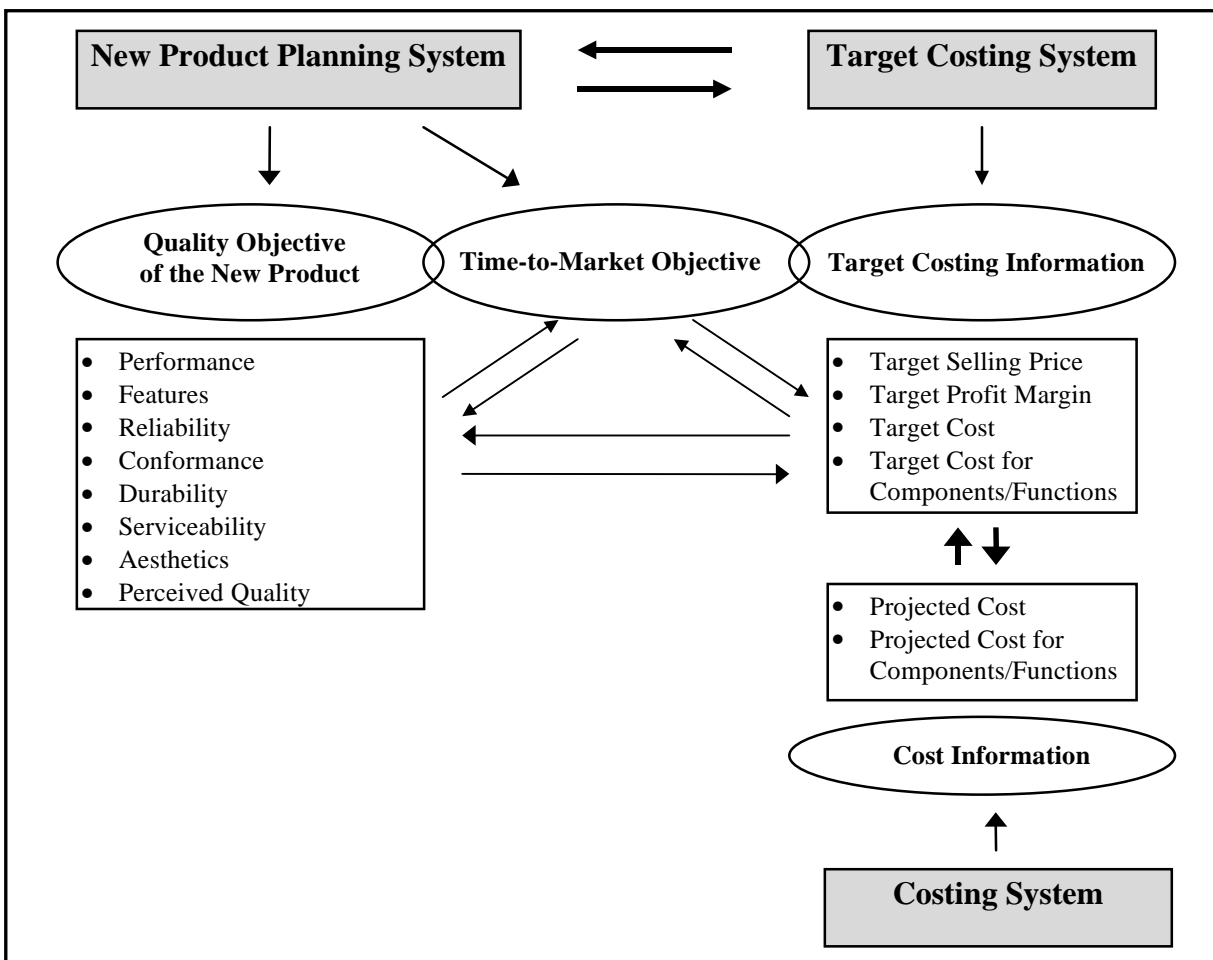 New Product Planning System
Target Costing System
Quality Objective
of the New Product
Time-to-Market Objective
Target Costing Information
• Performance
• Features
• Reliability
• Conformance
• Durability
• Serviceability
• Aesthetics
• Perceived Quality
• Target Selling Price
• Target Profit Margin
• Target Cost
• Target Cost for
Components/Functions
• Projected Cost
• Projected Cost for
Components/Functions
Cost Information
Costing System